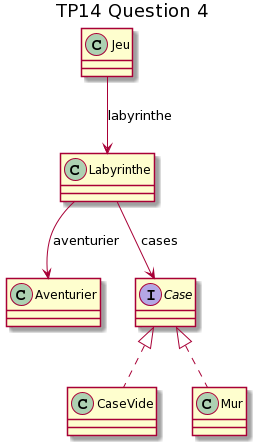 TP14 Question 4
C Jeu
labyrinthe
C Labyrinthe
aventurier cases
C Aventurier I Case
C CaseVide C Mur